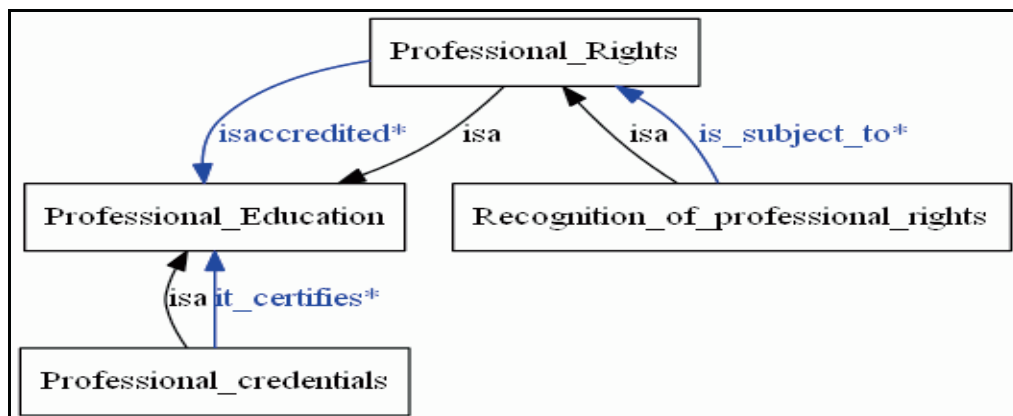 Professional_Rights
isaccredited*
isa
isa
is_subject_to*
Professional_Education
Recognition_of_professional_rights
isa
it_certifies*
Professional_credentials